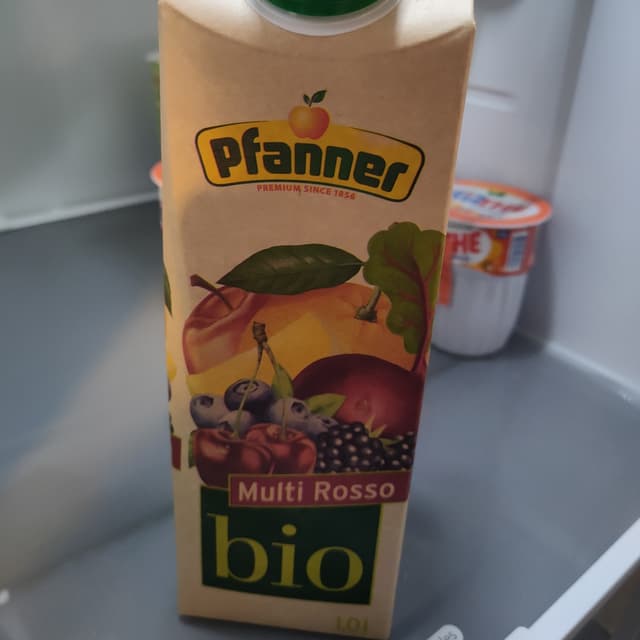 Pfanner
PREMIUM SINCE 1856
Multi Rosso
bio
1.0 l